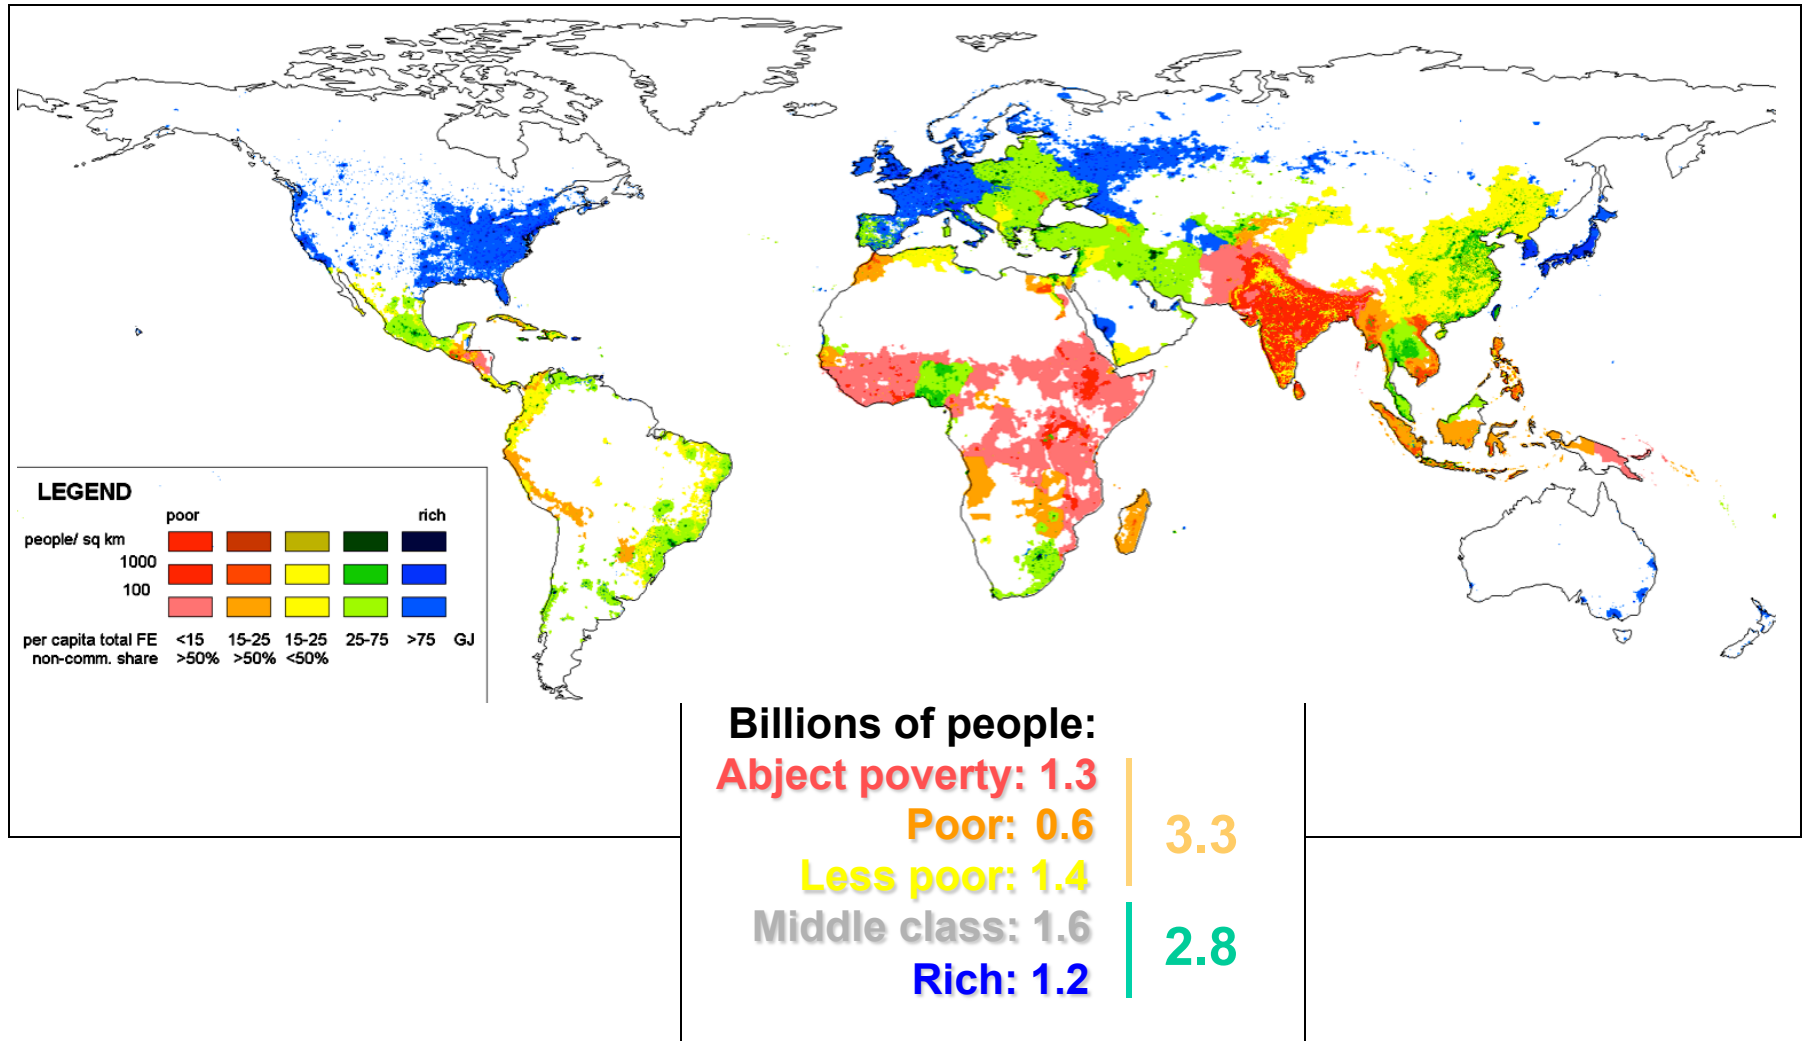 LEGEND
poor rich
people/ sq km
1000
100
per capita total FE <15 15-25 15-25 25-75 >75 GJ
non-comm. share >50% >50% <50%
Billions of people:
Abject poverty: 1.3
Poor: 0.6
3.3
Less poor: 1.4
Middle class: 1.6
2.8
Rich: 1.2